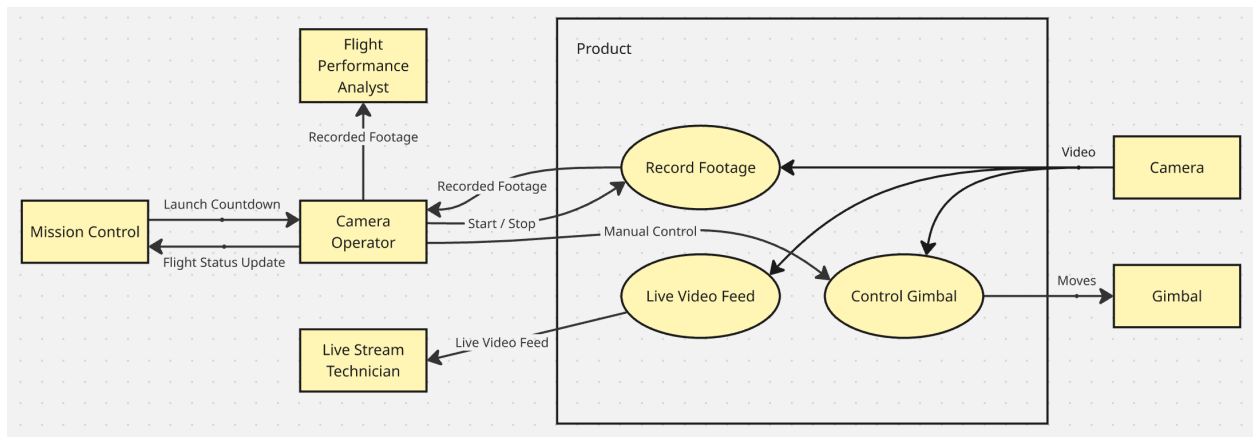 Flight
Performance
Analyst
Product
Recorded Footage
Video
Record Footage
Camera
Recorded Footage
Launch Countdown
Start / Stop
Mission Control
Camera
Operator
Manual Control
Flight Status Update
Moves
Live Video Feed
Control Gimbal
Gimbal
Live Video Feed
Live Stream
Technician